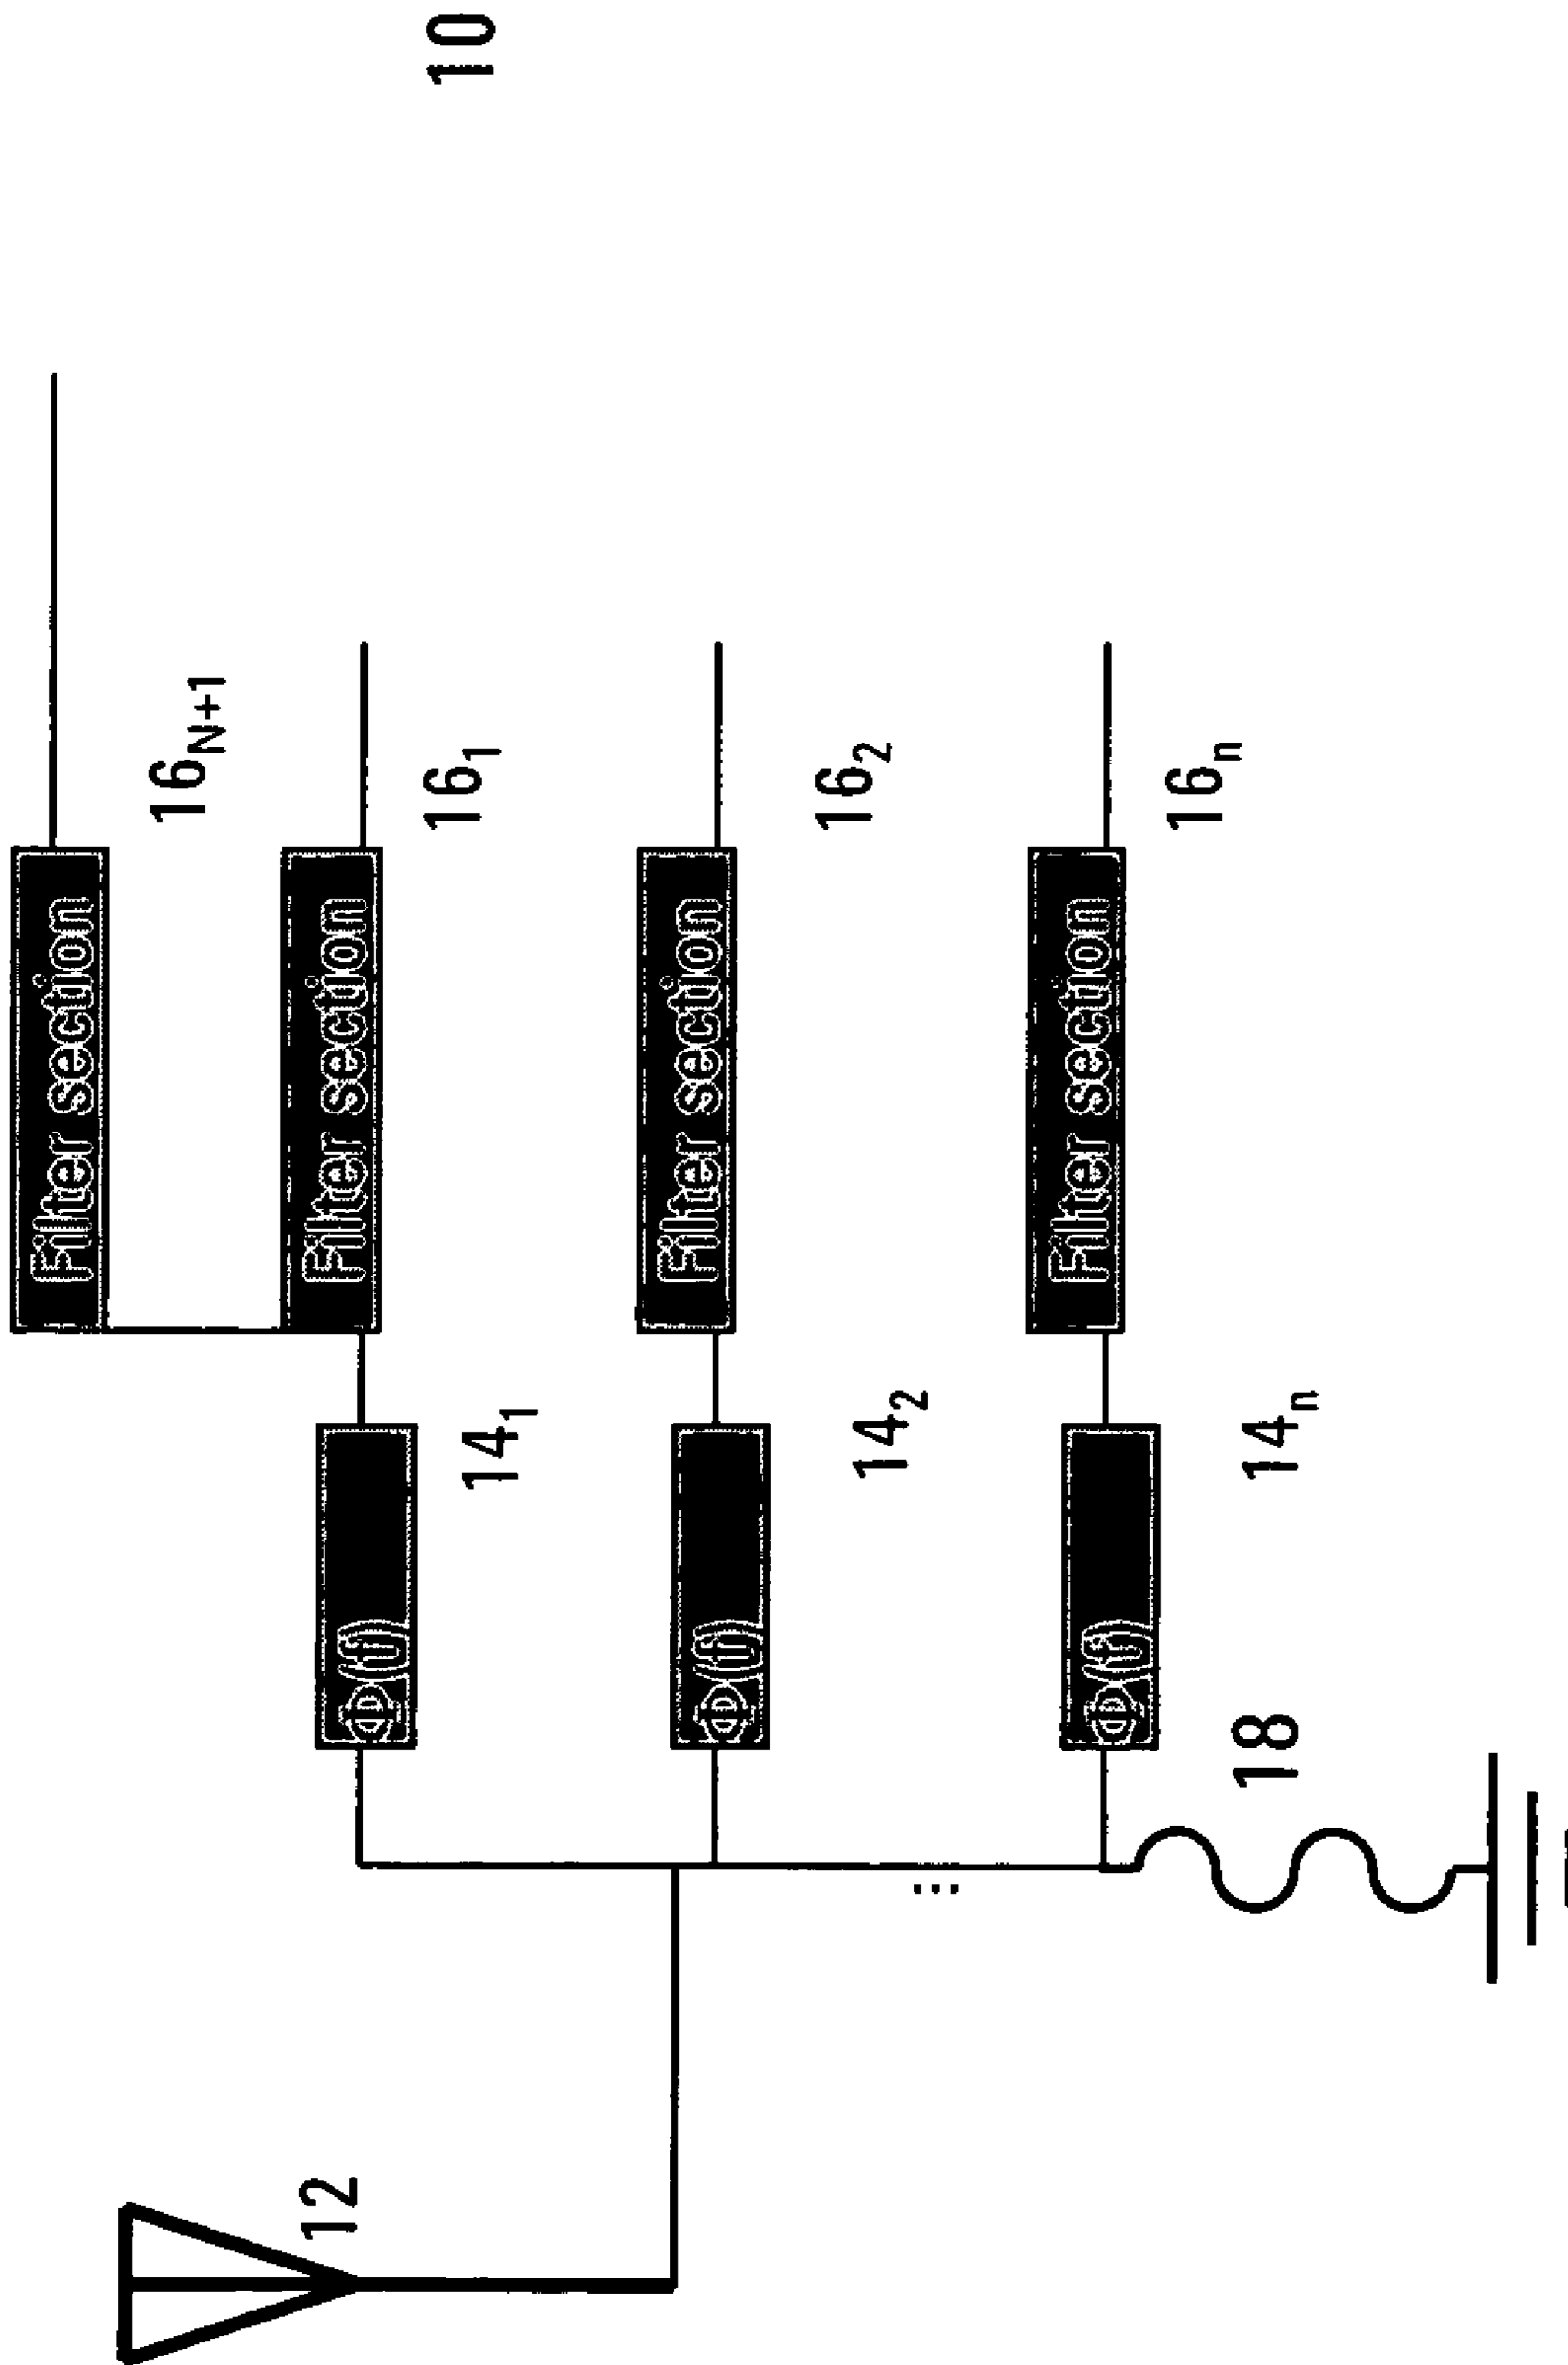 10
Filter section
16N+1
Filter section
16₁
Φ(f)
14₁
Filter section
16₂
Φ(f)
14₂
Filter section
16ₙ
Φ(f)
14ₙ
...
18
12